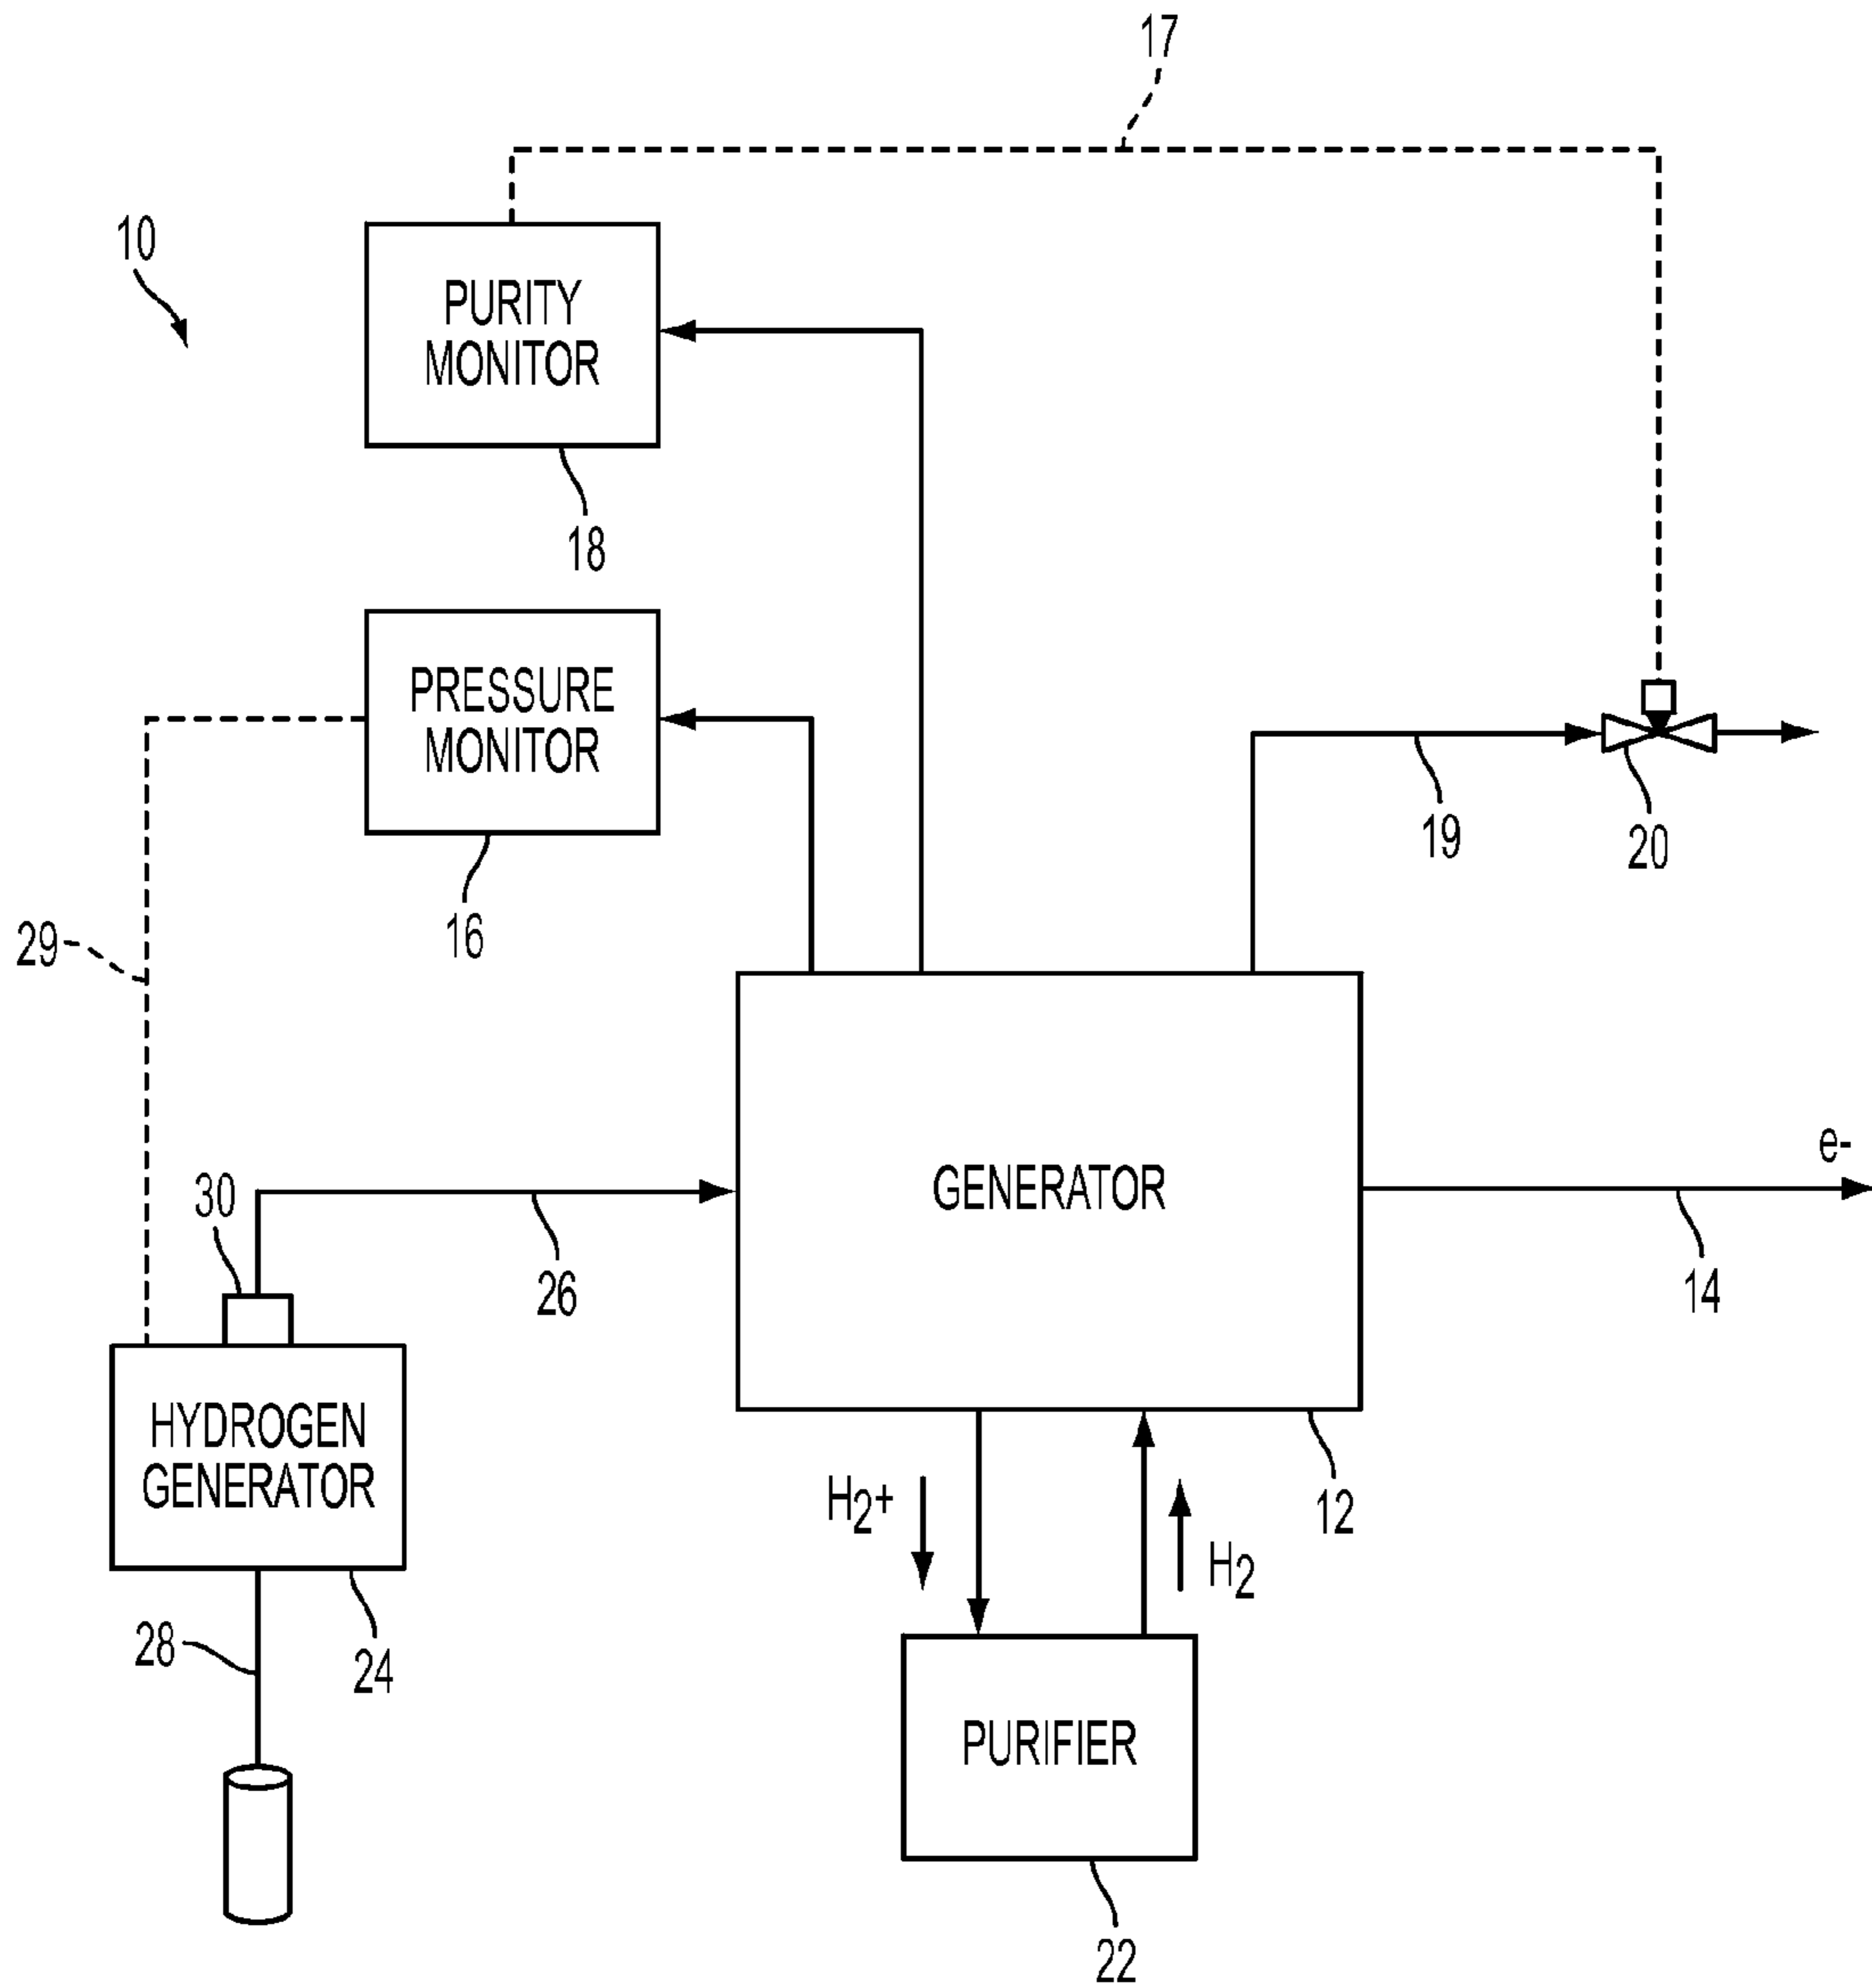 17
10
PURITY
MONITOR
18
PRESSURE
MONITOR
16
19
20
29
30
26
GENERATOR
e-
14
HYDROGEN
GENERATOR
H2+
H2
12
28
24
PURIFIER
22